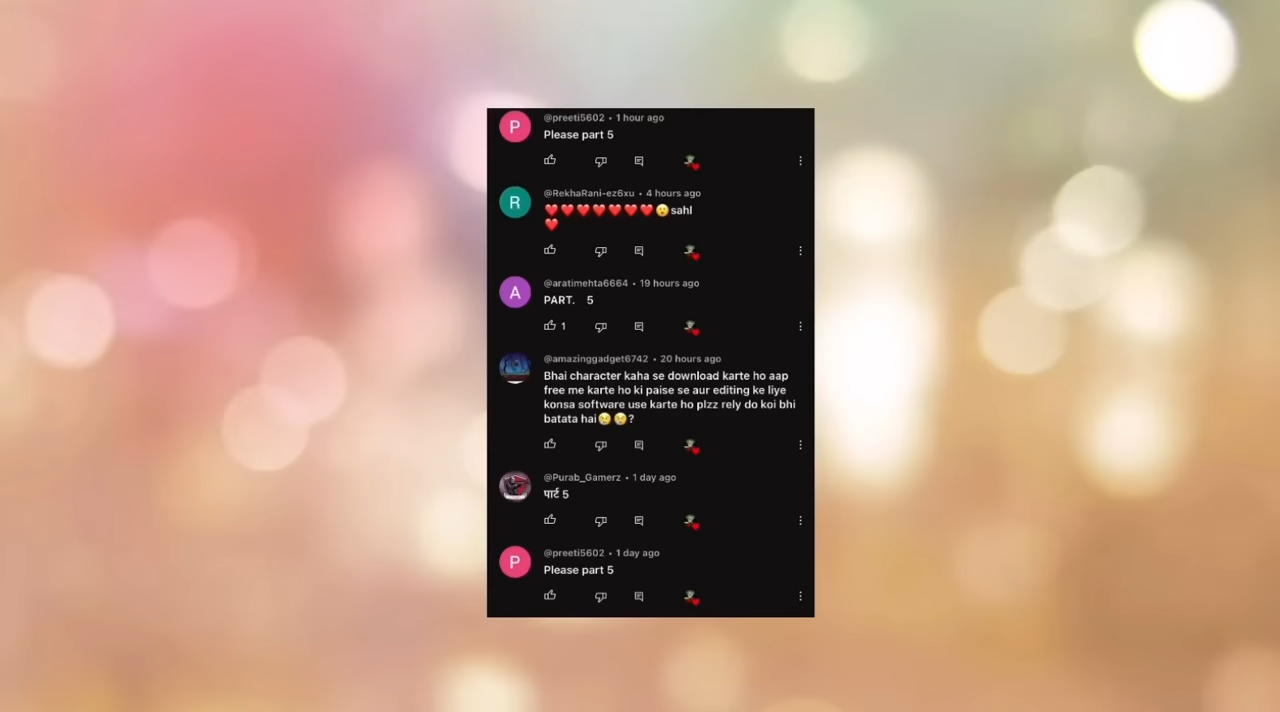 P @preeti5602 • 1 hour ago
Please part 5
R @RekhaRani-ez6xu • 4 hours ago
❤️❤️❤️❤️❤️❤️❤️😮sahl
❤️
A @aratimehta6664 • 19 hours ago
PART. 5
1
@amazinggadget6742 • 20 hours ago
Bhai character kaha se download karte ho aap
free me karte ho ki paise se aur editing ke liye
konsa software use karte ho plzz rely do koi bhi
batata hai😢😢?
@Purab_Gamerz • 1 day ago
पार्ट 5
P @preeti5602 • 1 day ago
Please part 5